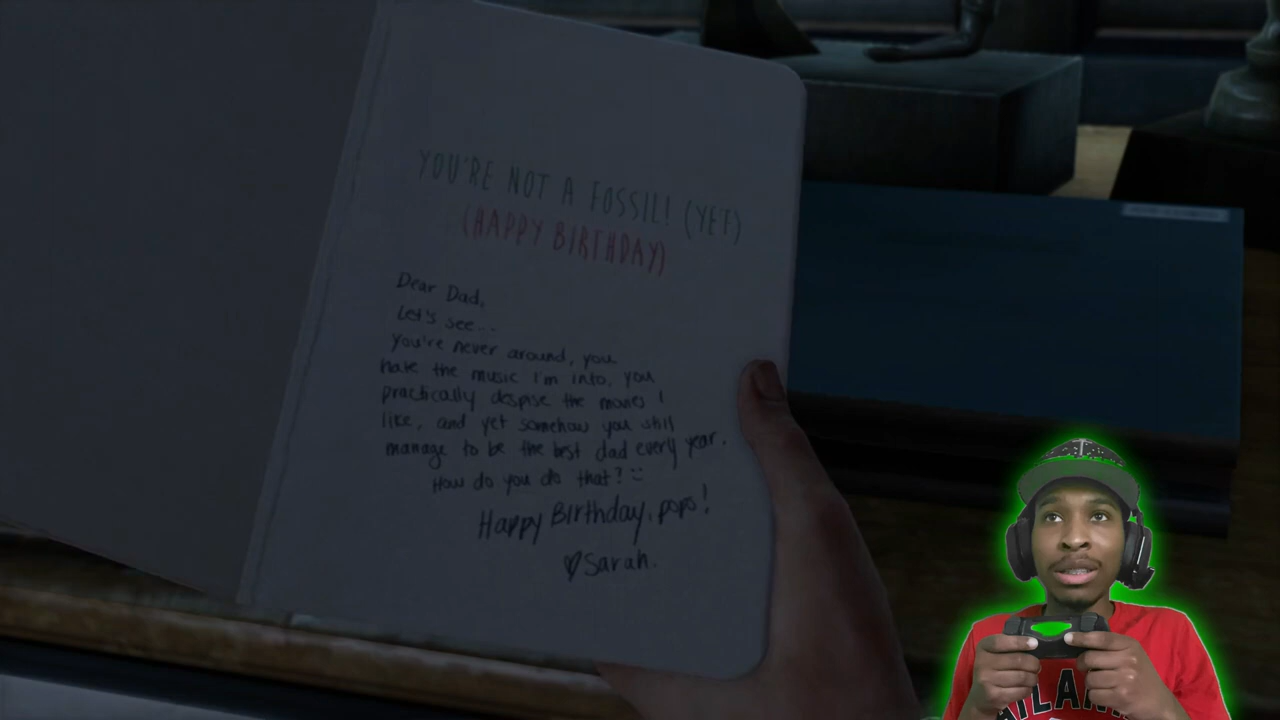 YOU'RE NOT A FOSSIL! (YET)
(HAPPY BIRTHDAY)
Dear Dad,
Let's see...
You're never around, you
hate the music I'm into, you
practically despise the movies I
like, and yet somehow you still
manage to be the best dad every year.
How do you do that? :)
Happy Birthday, pops!
♡Sarah.
ATLANTA